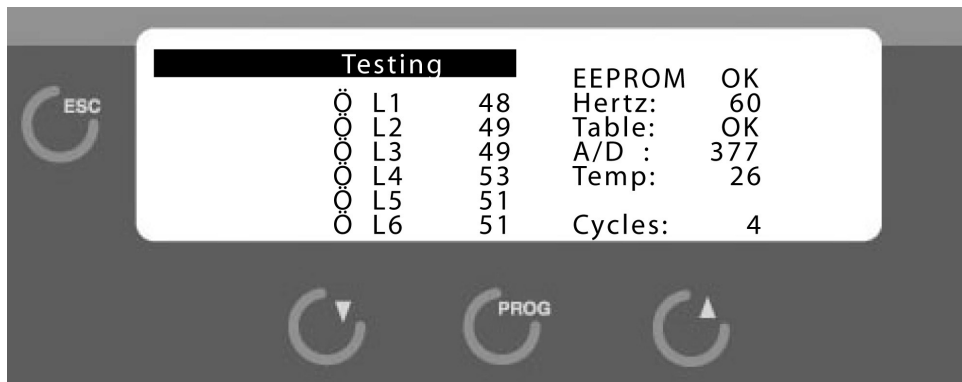 Testing
Ö L1 48
Ö L2 49
Ö L3 49
Ö L4 53
Ö L5 51
Ö L6 51
EEPROM OK
Hertz: 60
Table: OK
A/D : 377
Temp: 26
Cycles: 4
ESC
PROG